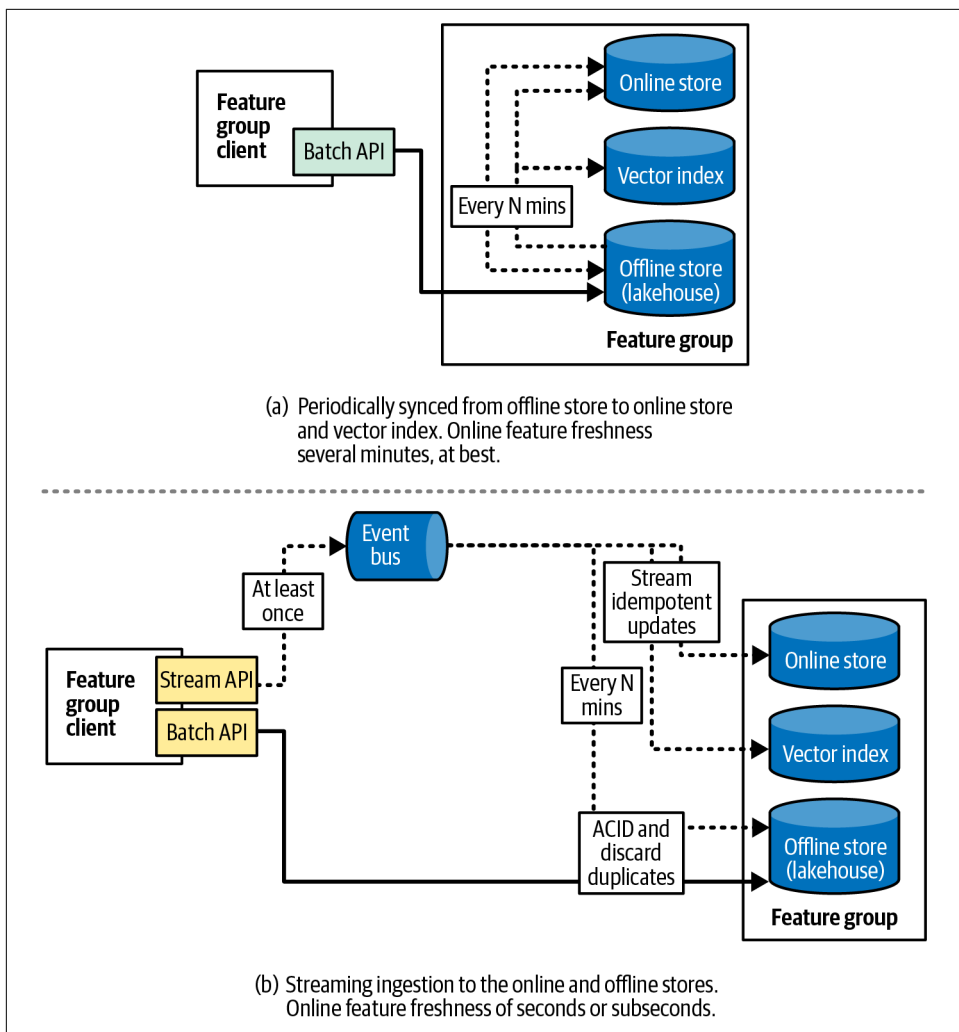 Feature
group
client
Batch API
Every N mins
Online store
Vector index
Offline store
(lakehouse)
Feature group
(a) Periodically synced from offline store to online store
and vector index. Online feature freshness
several minutes, at best.
Event
bus
At least
once
Stream
idempotent
updates
Feature
group
client
Stream API
Batch API
Every N
mins
ACID and
discard
duplicates
Online store
Vector index
Offline store
(lakehouse)
Feature group
(b) Streaming ingestion to the online and offline stores.
Online feature freshness of seconds or subseconds.